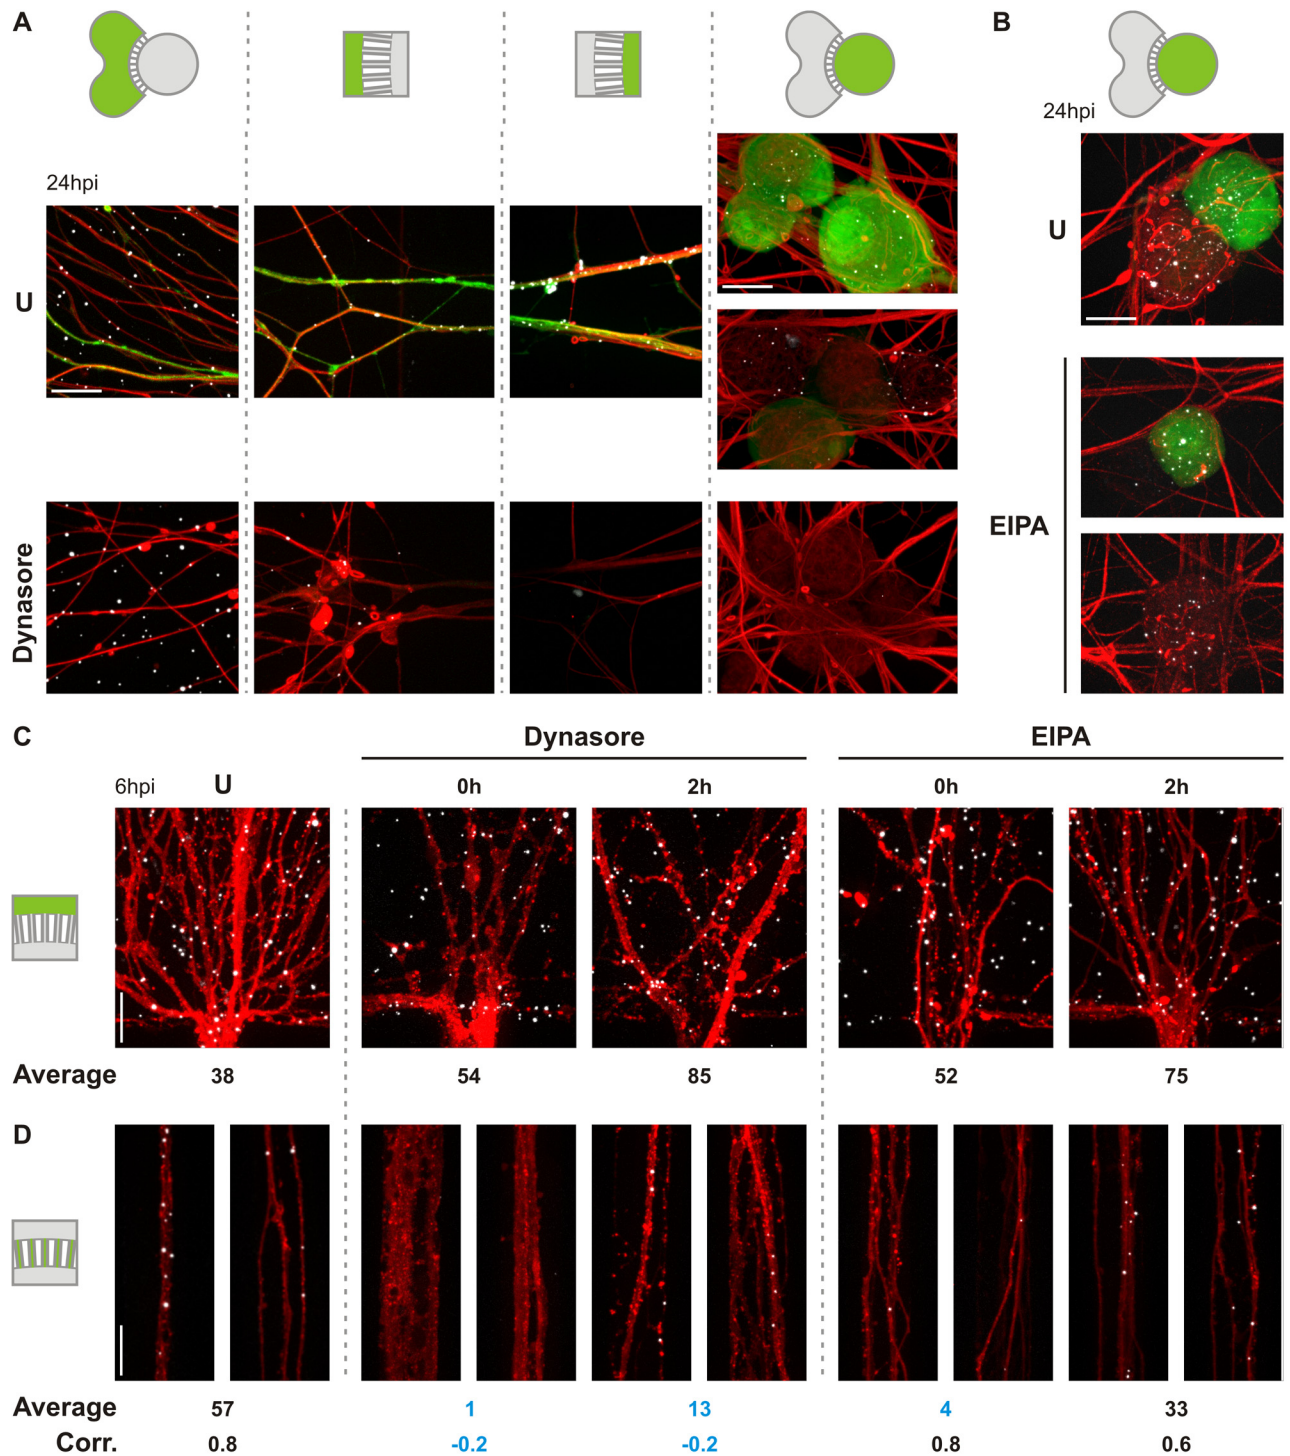 A
B
24hpi
24hpi
U
U
EIPA
Dynasore
C
Dynasore
EIPA
6hpi
U
0h
2h
0h
2h
Average
38
54
85
52
75
D
Average
57
1
13
4
33
Corr.
0.8
-0.2
-0.2
0.8
0.6